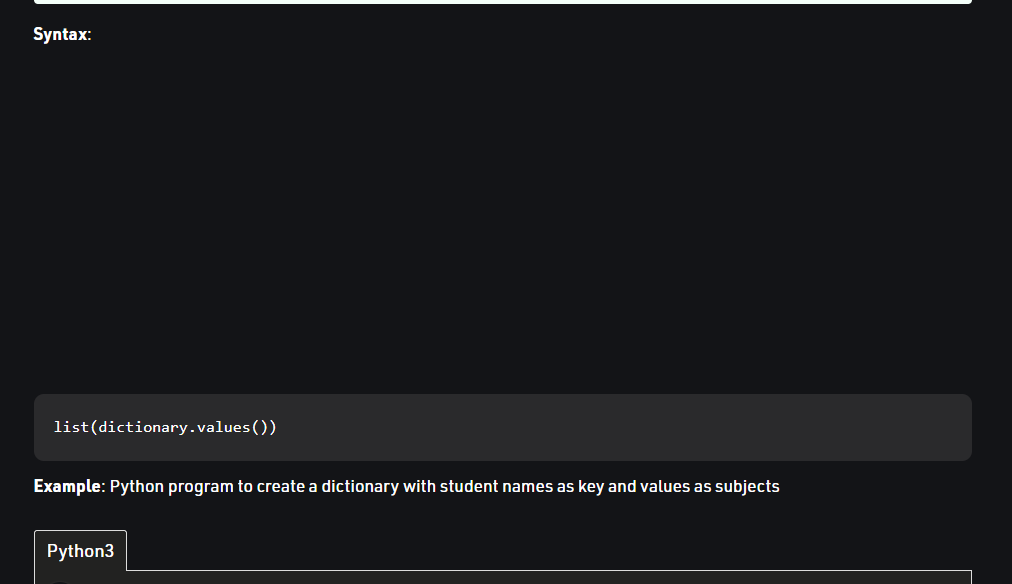 Syntax:
list(dictionary.values())
Example: Python program to create a dictionary with student names as key and values as subjects
Python3